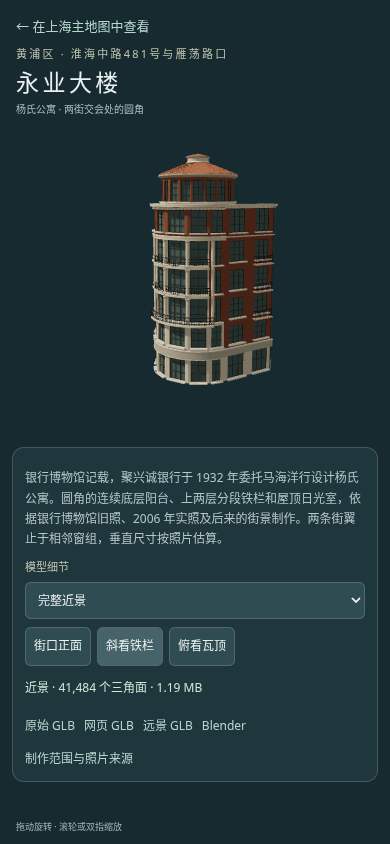 ← 在上海主地图中查看
黄浦区 · 淮海中路481号与雁荡路口
永业大楼
杨氏公寓 · 两街交会处的圆角
银行博物馆记载，聚兴诚银行于 1932 年委托马海洋行设计杨氏
公寓。圆角的连续底层阳台、上两层分段铁栏和屋顶日光室，依
据银行博物馆旧照、2006 年实照及后来的街景制作。两条街翼
止于相邻窗组，垂直尺寸按照片估算。
模型细节
完整近景
街口正面 斜看铁栏 俯看瓦顶
近景 · 41,484 个三角面 · 1.19 MB
原始 GLB 网页 GLB 远景 GLB Blender
制作范围与照片来源
拖动旋转 · 滚轮或双指缩放